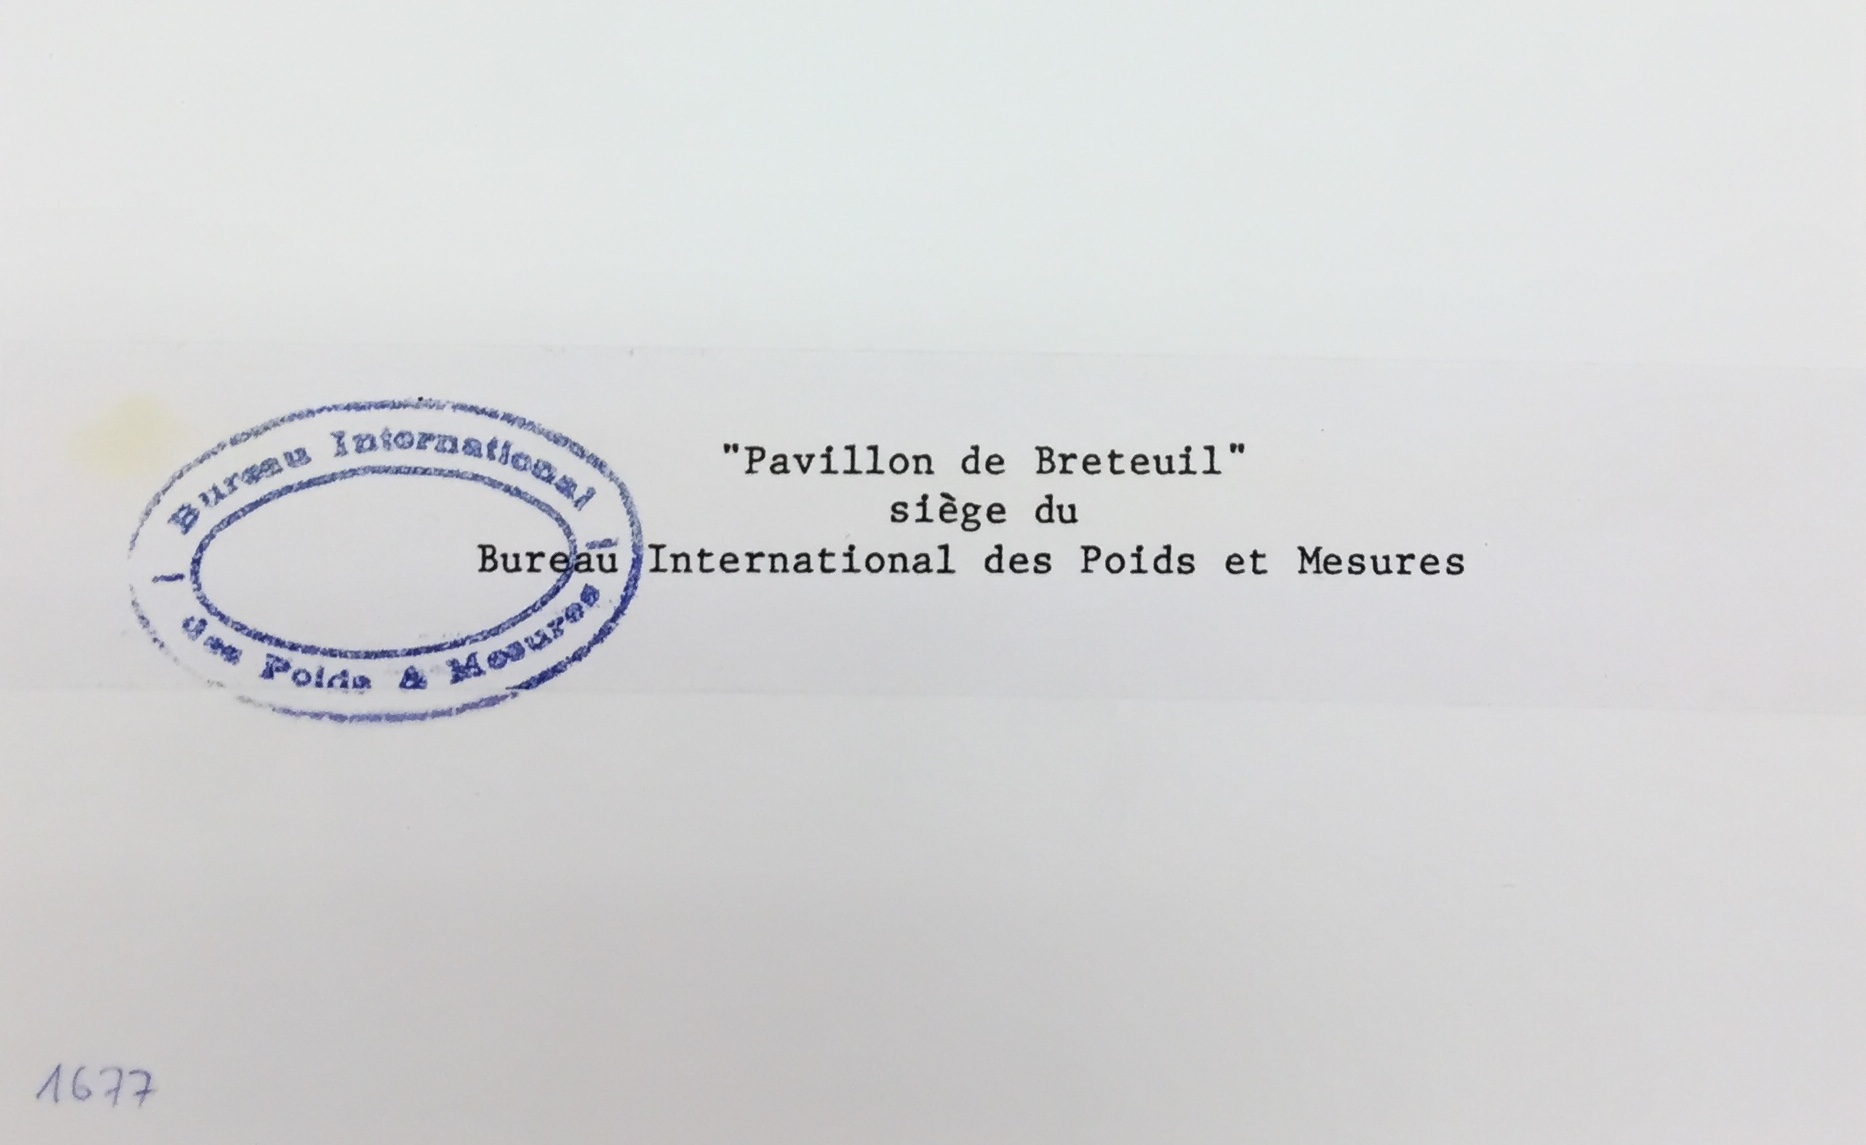 Bureau International
des Poids & Mesures
"Pavillon de Breteuil"
siège du
Bureau International des Poids et Mesures
1677